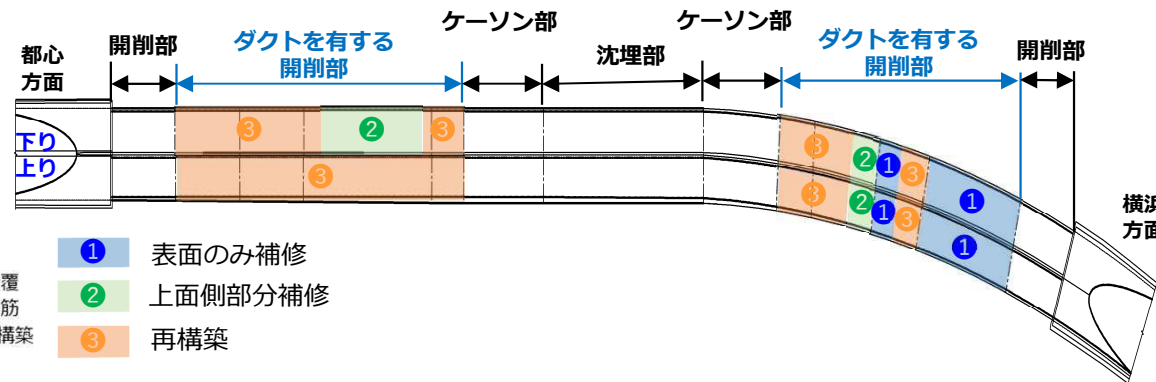 ケーソン部
ケーソン部
都心
方面
開削部
ダクトを有する
開削部
沈埋部
ダクトを有する
開削部
開削部
下り
上り
3
2
3
3
3
2
1
3
1
3
2
1
3
1
横浜
方面
1 表面のみ補修
2 上面側部分補修
3 再構築
覆
筋
構築